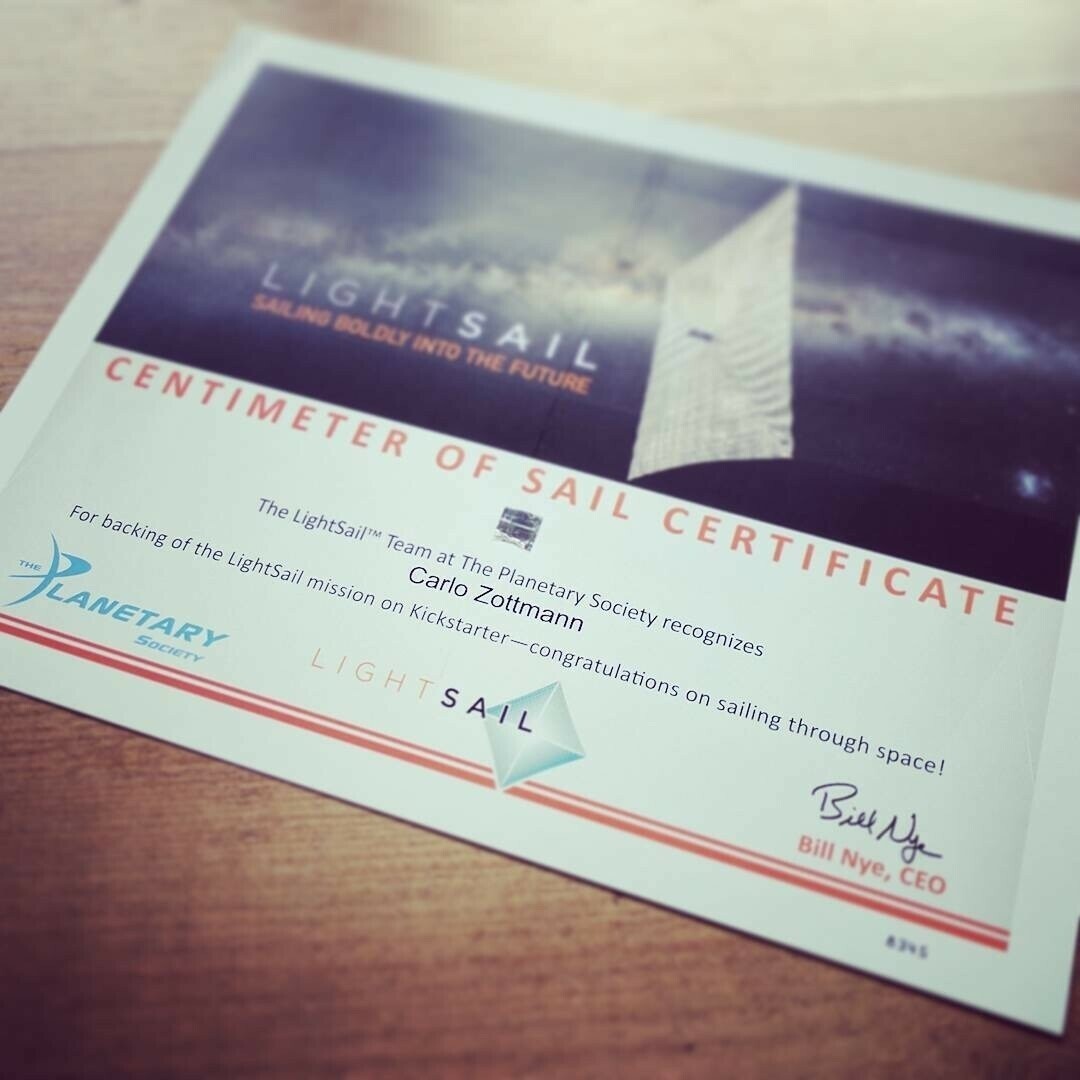 LIGHTSAIL
SAILING BOLDLY INTO THE FUTURE
CENTIMETER OF SAIL CERTIFICATE
The LightSail™ Team at The Planetary Society recognizes
Carlo Zottmann
For backing of the LightSail mission on Kickstarter—congratulations on sailing through space!
THE
PLANETARY
SOCIETY
LIGHTSAIL
Bill Nye
Bill Nye, CEO
8345